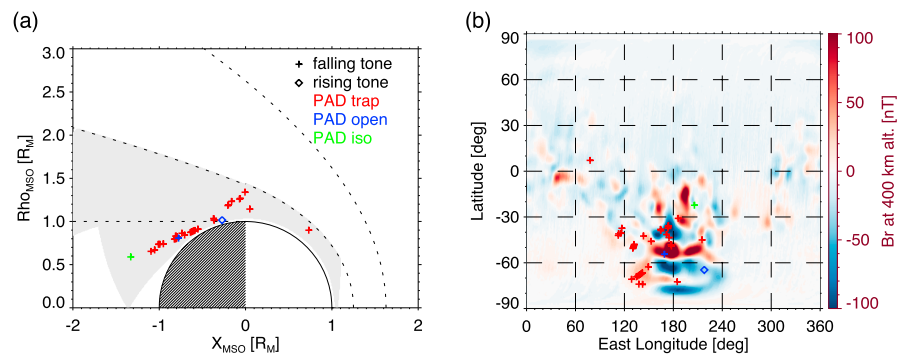 (a)
3.0
2.5
2.0
1.5
1.0
0.5
0.0
Rho_MSO [R_M]
-2
-1
0
1
2
X_MSO [R_M]
+ falling tone
◇ rising tone
PAD trap
PAD open
PAD iso
(b)
90
60
30
0
-30
-60
-90
Latitude [deg]
0
60
120
180
240
300
360
East Longitude [deg]
100
50
0
-50
-100
Br at 400 km alt. [nT]